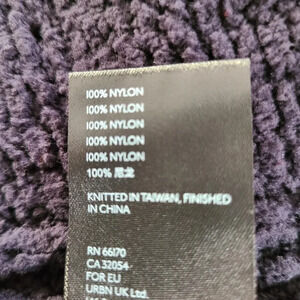 100% NYLON
100% NYLON
100% NYLON
100% NYLON
100% NYLON
100% 尼龙
KNITTED IN TAIWAN, FINISHED
IN CHINA
RN 66170
CA 32054
FOR EU
URBN UK Ltd.